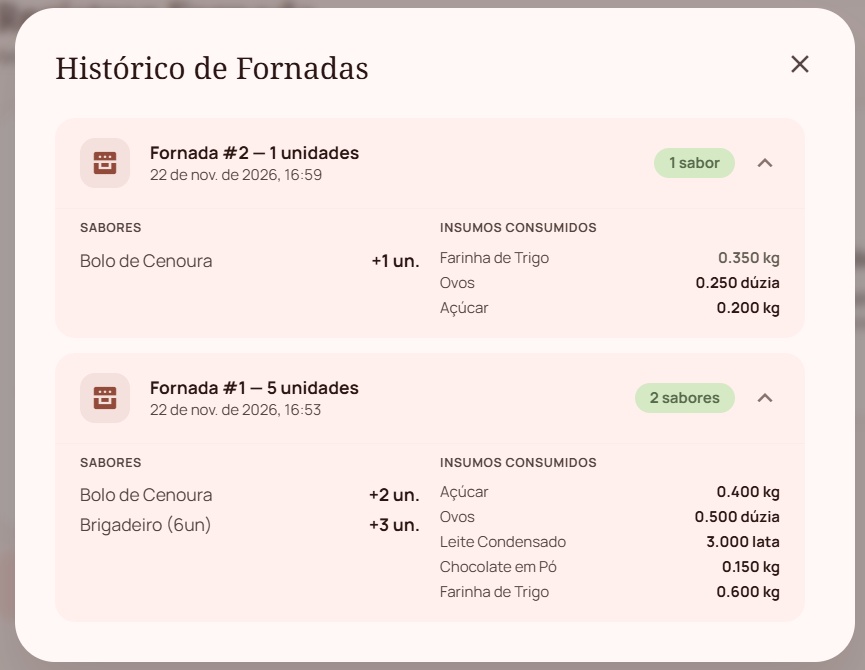 Histórico de Fornadas
Fornada #2 — 1 unidades
22 de nov. de 2026, 16:59
1 sabor
SABORES
Bolo de Cenoura +1 un.
INSUMOS CONSUMIDOS
Farinha de Trigo 0.350 kg
Ovos 0.250 dúzia
Açúcar 0.200 kg
Fornada #1 — 5 unidades
22 de nov. de 2026, 16:53
2 sabores
SABORES
Bolo de Cenoura +2 un.
Brigadeiro (6un) +3 un.
INSUMOS CONSUMIDOS
Açúcar 0.400 kg
Ovos 0.500 dúzia
Leite Condensado 3.000 lata
Chocolate em Pó 0.150 kg
Farinha de Trigo 0.600 kg